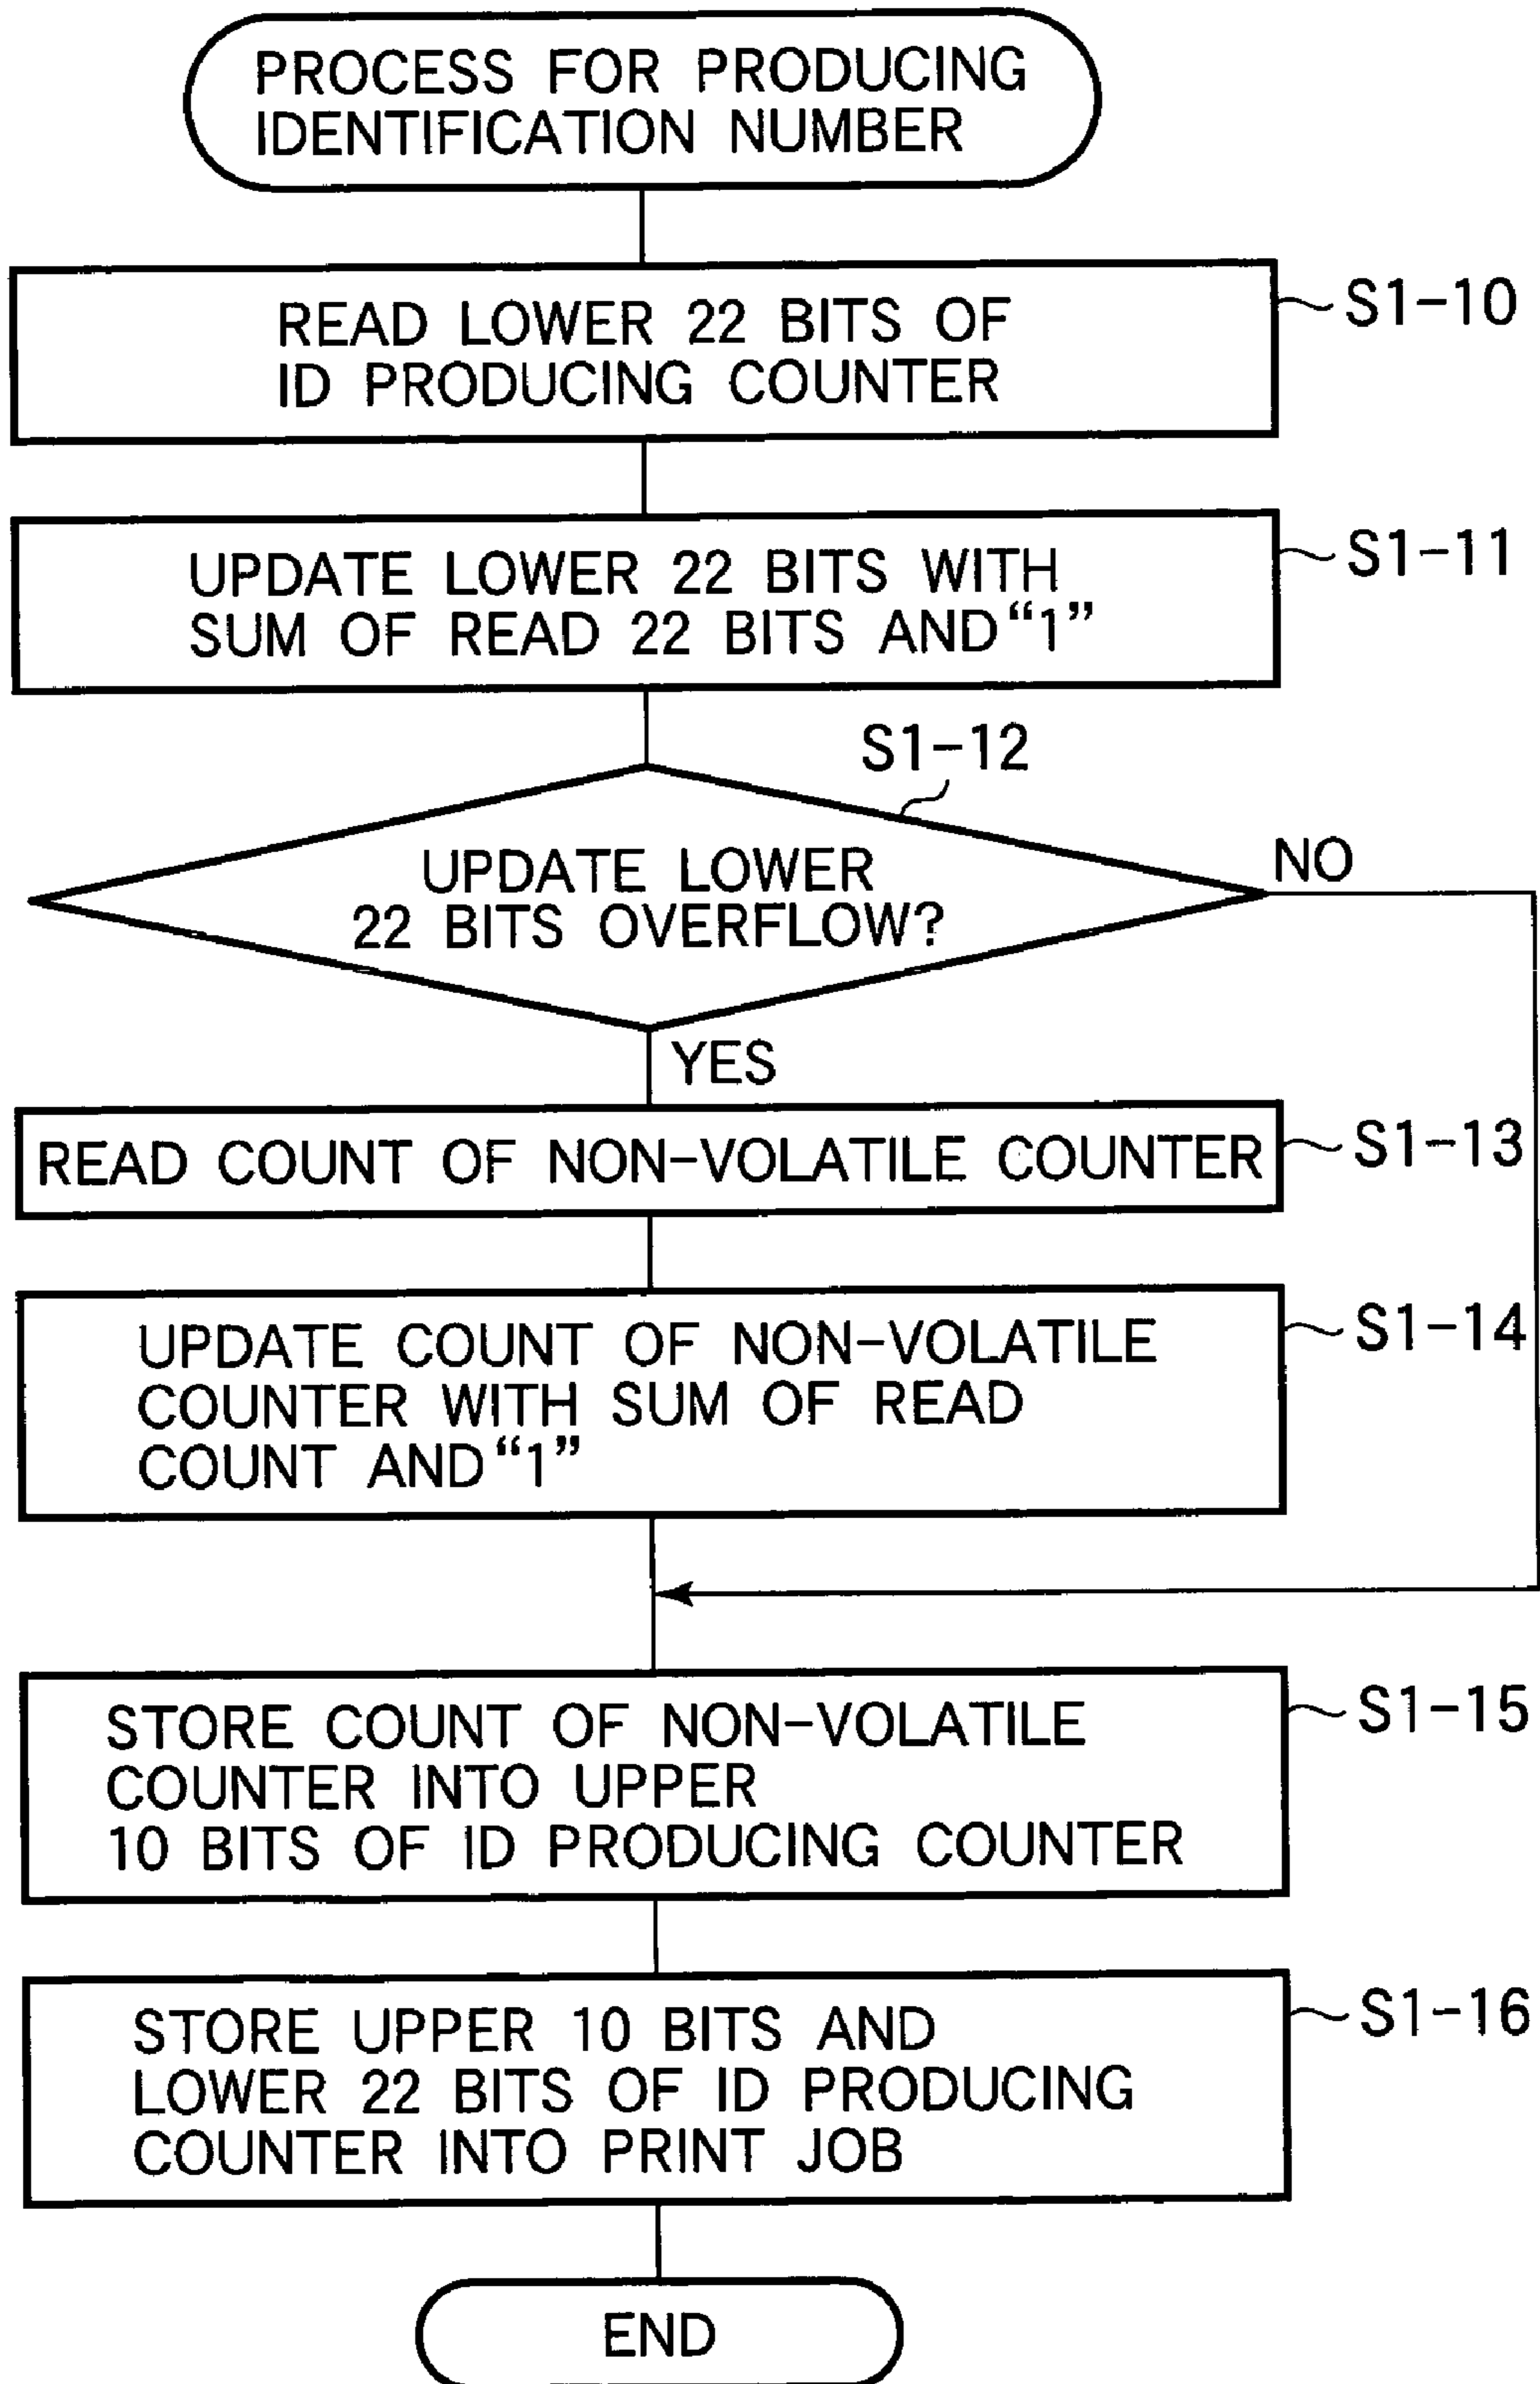 PROCESS FOR PRODUCING
IDENTIFICATION NUMBER
READ LOWER 22 BITS OF
ID PRODUCING COUNTER
S1-10
UPDATE LOWER 22 BITS WITH
SUM OF READ 22 BITS AND "1"
S1-11
S1-12
UPDATE LOWER
22 BITS OVERFLOW?
NO
YES
READ COUNT OF NON-VOLATILE COUNTER
S1-13
UPDATE COUNT OF NON-VOLATILE
COUNTER WITH SUM OF READ
COUNT AND "1"
S1-14
STORE COUNT OF NON-VOLATILE
COUNTER INTO UPPER
10 BITS OF ID PRODUCING COUNTER
S1-15
STORE UPPER 10 BITS AND
LOWER 22 BITS OF ID PRODUCING
COUNTER INTO PRINT JOB
S1-16
END